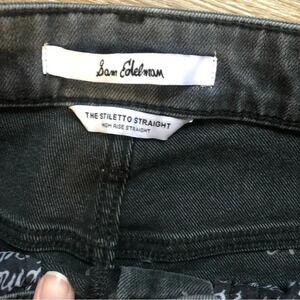 Sam Edelman
THE STILETTO STRAIGHT
HIGH RISE STRAIGHT